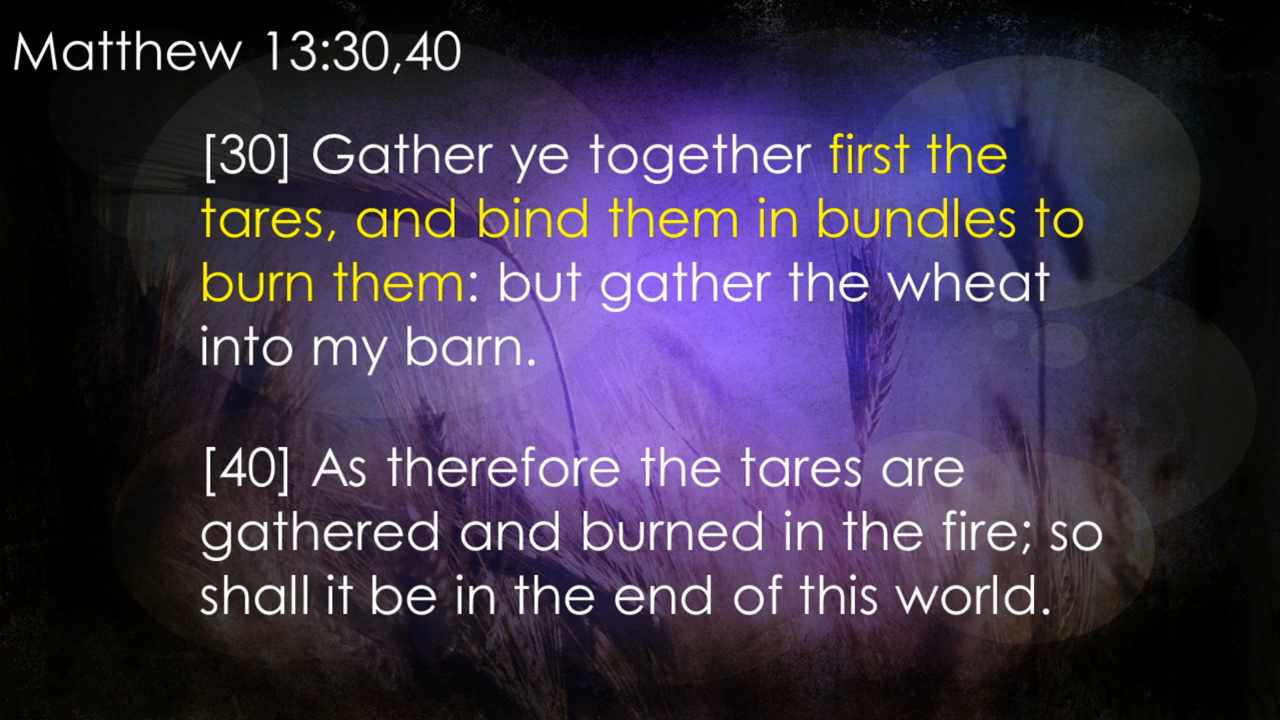 Matthew 13:30,40
[30] Gather ye together first the
tares, and bind them in bundles to
burn them: but gather the wheat
into my barn.
[40] As therefore the tares are
gathered and burned in the fire; so
shall it be in the end of this world.